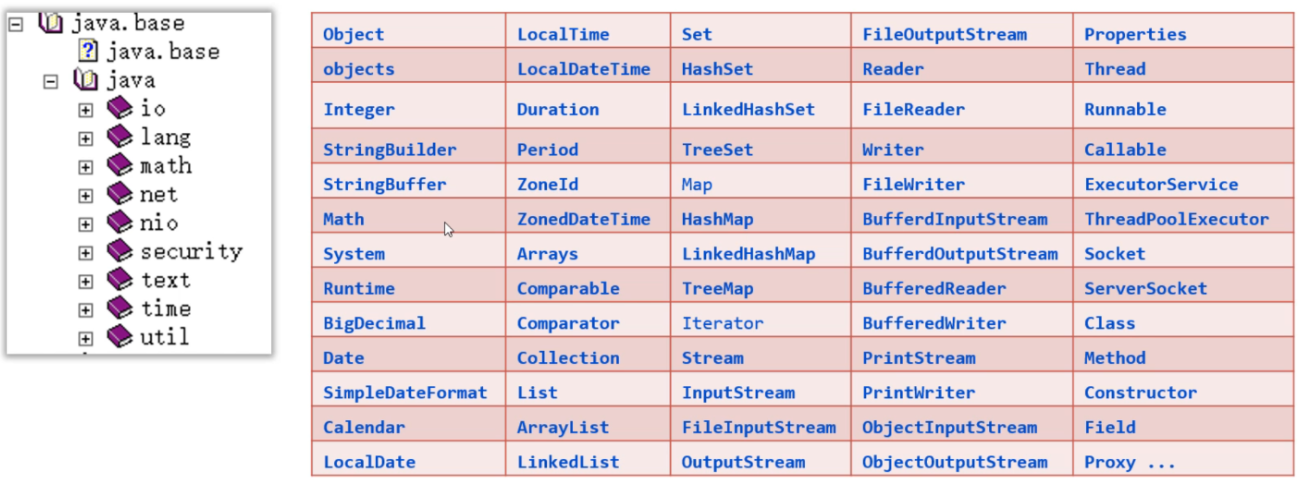 java.base
java.base
java
io
lang
math
net
nio
security
text
time
util
Object LocalTime Set FileOutputStream Properties
objects LocalDateTime HashSet Reader Thread
Integer Duration LinkedHashSet FileReader Runnable
StringBuilder Period TreeSet Writer Callable
StringBuffer ZoneId Map FileWriter ExecutorService
Math ZonedDateTime HashMap BufferdInputStream ThreadPoolExecutor
System Arrays LinkedHashMap BufferdOutputStream Socket
Runtime Comparable TreeMap BufferedReader ServerSocket
BigDecimal Comparator Iterator BufferedWriter Class
Date Collection Stream PrintStream Method
SimpleDateFormat List InputStream PrintWriter Constructor
Calendar ArrayList FileInputStream ObjectInputStream Field
LocalDate LinkedList OutputStream ObjectOutputStream Proxy ...